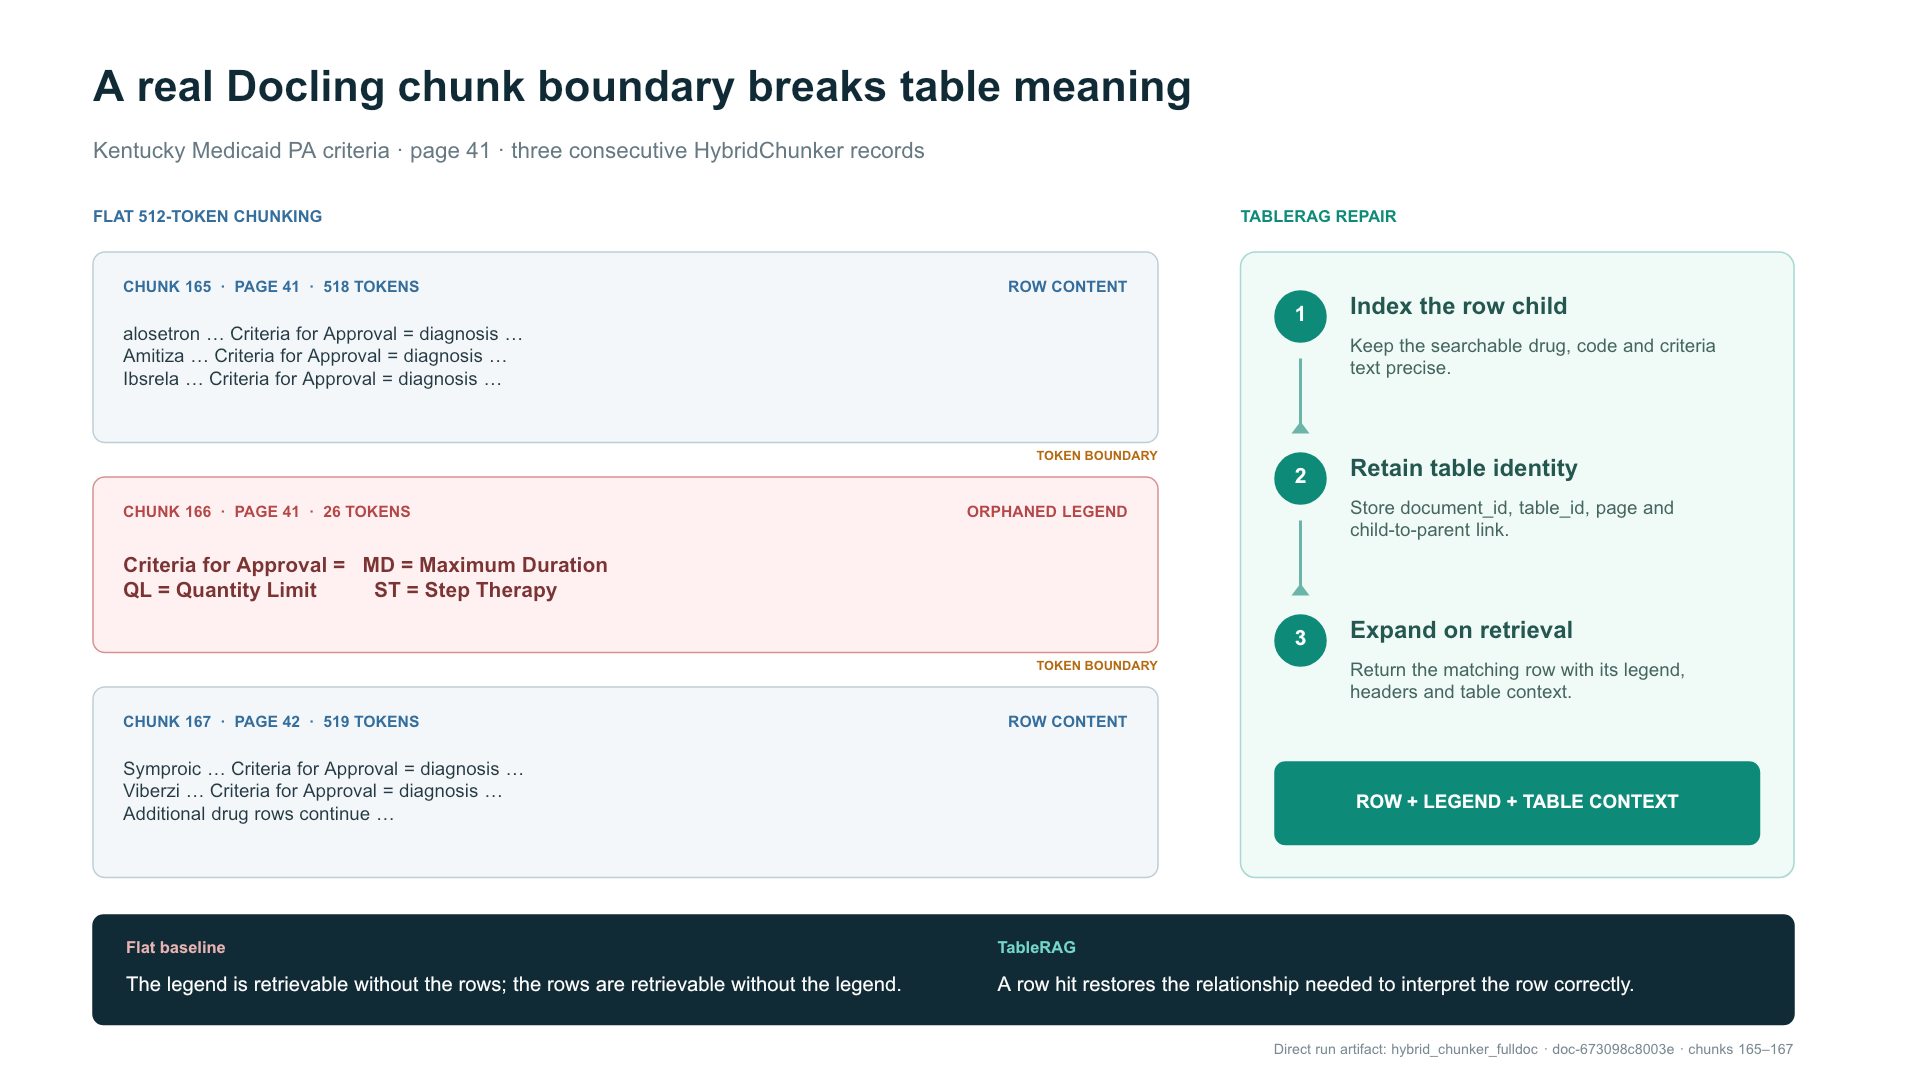 A real Docling chunk boundary breaks table meaning
Kentucky Medicaid PA criteria · page 41 · three consecutive HybridChunker records
FLAT 512-TOKEN CHUNKING
CHUNK 165 · PAGE 41 · 518 TOKENS
ROW CONTENT
alosetron … Criteria for Approval = diagnosis …
Amitiza … Criteria for Approval = diagnosis …
Ibsrela … Criteria for Approval = diagnosis …
TOKEN BOUNDARY
CHUNK 166 · PAGE 41 · 26 TOKENS
ORPHANED LEGEND
Criteria for Approval = MD = Maximum Duration
QL = Quantity Limit ST = Step Therapy
TOKEN BOUNDARY
CHUNK 167 · PAGE 42 · 519 TOKENS
ROW CONTENT
Symproic … Criteria for Approval = diagnosis …
Viberzi … Criteria for Approval = diagnosis …
Additional drug rows continue …
TABLERAG REPAIR
1
Index the row child
Keep the searchable drug, code and criteria
text precise.
2
Retain table identity
Store document_id, table_id, page and
child-to-parent link.
3
Expand on retrieval
Return the matching row with its legend,
headers and table context.
ROW + LEGEND + TABLE CONTEXT
Flat baseline
The legend is retrievable without the rows; the rows are retrievable without the legend.
TableRAG
A row hit restores the relationship needed to interpret the row correctly.
Direct run artifact: hybrid_chunker_fulldoc · doc-673098c8003e · chunks 165–167